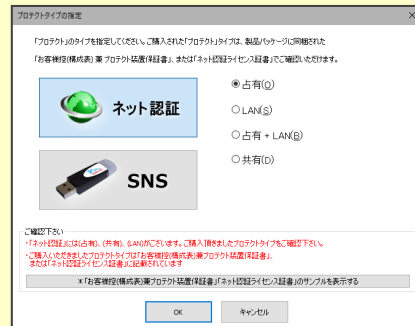 プロテクトタイプの指定
「プロテクト」のタイプを指定してください。ご購入された「プロテクト」タイプは、製品パッケージに同梱された
「お客様控(構成表) 兼 プロテクト装置保証書」、または「ネット認証ライセンス証書」でご確認いただけます。
ネット認証
SNS
占有(O)
LAN(S)
占有 + LAN(B)
共有(D)
ご確認下さい
・「ネット認証」には(占有)、(共有)、(LAN)がございます。ご購入頂きましたプロテクトタイプをご確認下さい。
・ご購入いただきましたプロテクトタイプは「お客様控(構成表)兼プロテクト装置保証書」、
または「ネット認証ライセンス証書」に記載されています
※「お客様控(構成表)兼プロテクト装置保証書」「ネット認証ライセンス証書」のサンプルを表示する
OK
キャンセル